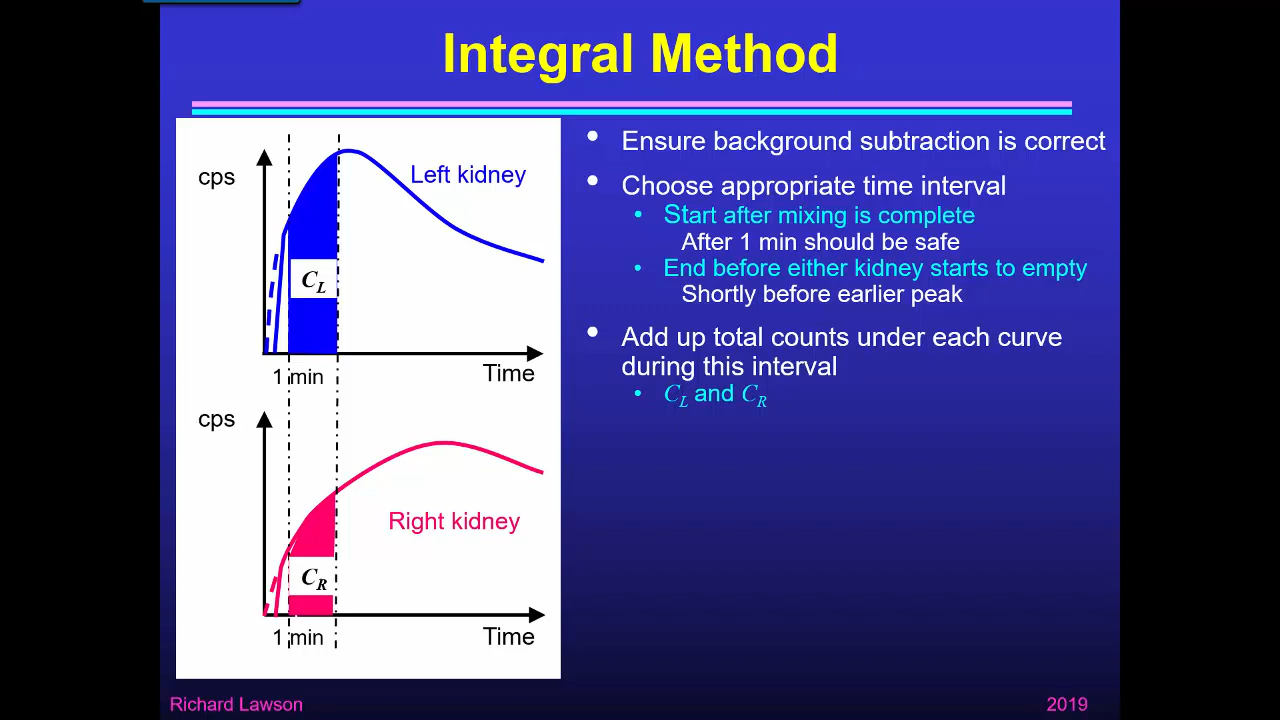 Integral Method
cps
Left kidney
C_L
1 min
Time
cps
Right kidney
C_R
1 min
Time
• Ensure background subtraction is correct
• Choose appropriate time interval
• Start after mixing is complete
After 1 min should be safe
• End before either kidney starts to empty
Shortly before earlier peak
• Add up total counts under each curve
during this interval
• C_L and C_R
Richard Lawson
2019